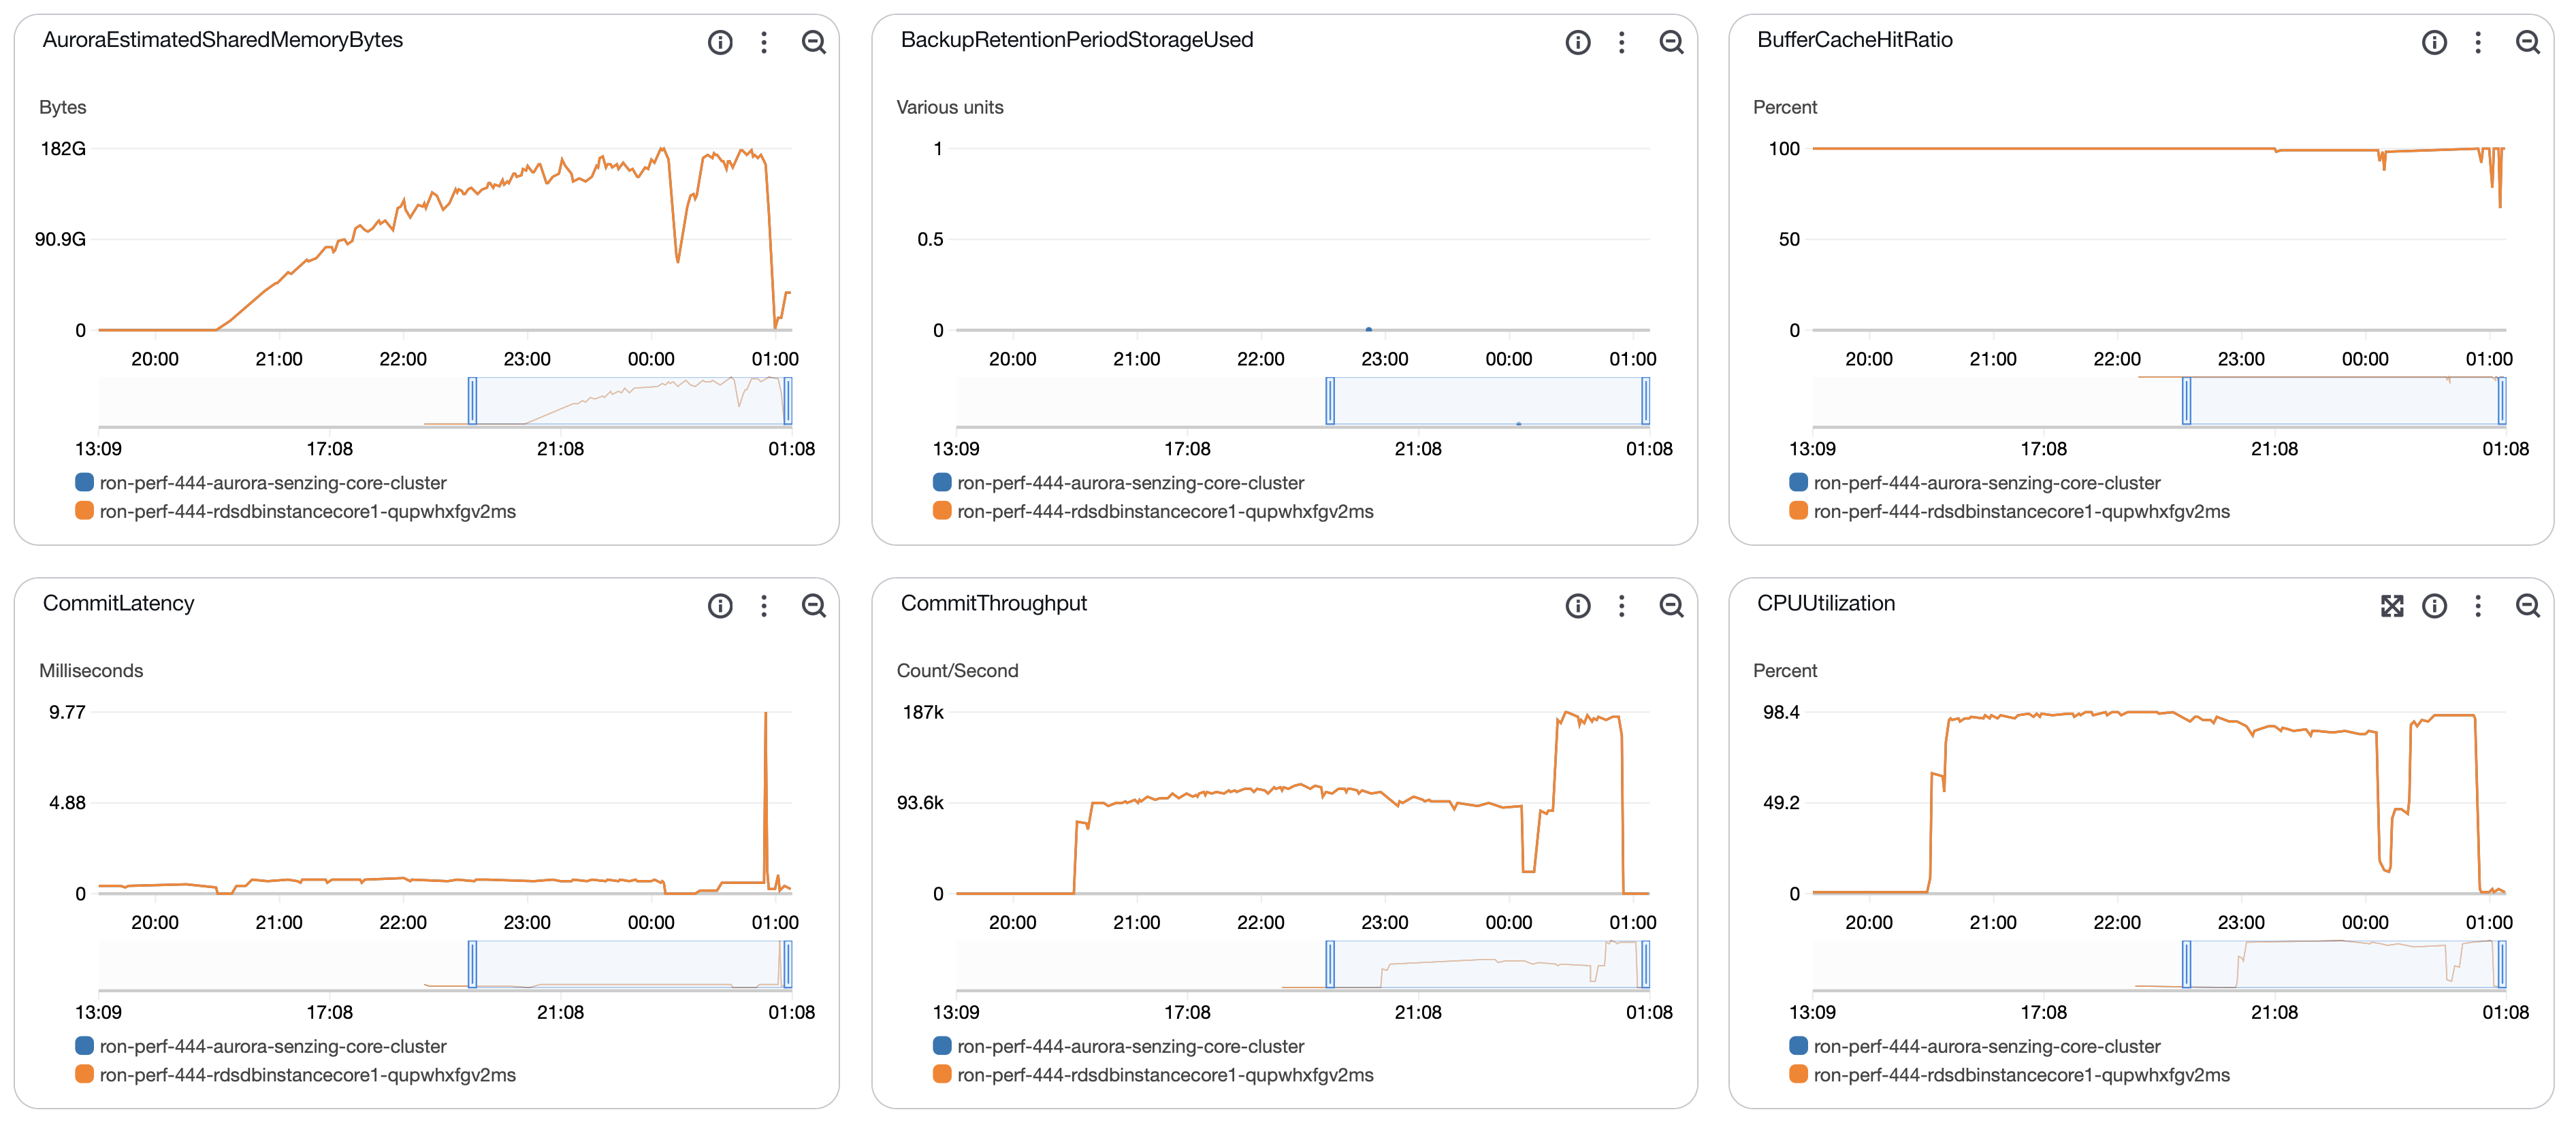 AuroraEstimatedSharedMemoryBytes
Bytes
182G
90.9G
0
20:00 21:00 22:00 23:00 00:00 01:00
13:09 17:08 21:08 01:08
ron-perf-444-aurora-senzing-core-cluster
ron-perf-444-rdsdbinstancecore1-qupwhxfgv2ms
BackupRetentionPeriodStorageUsed
Various units
1
0.5
0
20:00 21:00 22:00 23:00 00:00 01:00
13:09 17:08 21:08 01:08
ron-perf-444-aurora-senzing-core-cluster
ron-perf-444-rdsdbinstancecore1-qupwhxfgv2ms
BufferCacheHitRatio
Percent
100
50
0
20:00 21:00 22:00 23:00 00:00 01:00
13:09 17:08 21:08 01:08
ron-perf-444-aurora-senzing-core-cluster
ron-perf-444-rdsdbinstancecore1-qupwhxfgv2ms
CommitLatency
Milliseconds
9.77
4.88
0
20:00 21:00 22:00 23:00 00:00 01:00
13:09 17:08 21:08 01:08
ron-perf-444-aurora-senzing-core-cluster
ron-perf-444-rdsdbinstancecore1-qupwhxfgv2ms
CommitThroughput
Count/Second
187k
93.6k
0
20:00 21:00 22:00 23:00 00:00 01:00
13:09 17:08 21:08 01:08
ron-perf-444-aurora-senzing-core-cluster
ron-perf-444-rdsdbinstancecore1-qupwhxfgv2ms
CPUUtilization
Percent
98.4
49.2
0
20:00 21:00 22:00 23:00 00:00 01:00
13:09 17:08 21:08 01:08
ron-perf-444-aurora-senzing-core-cluster
ron-perf-444-rdsdbinstancecore1-qupwhxfgv2ms